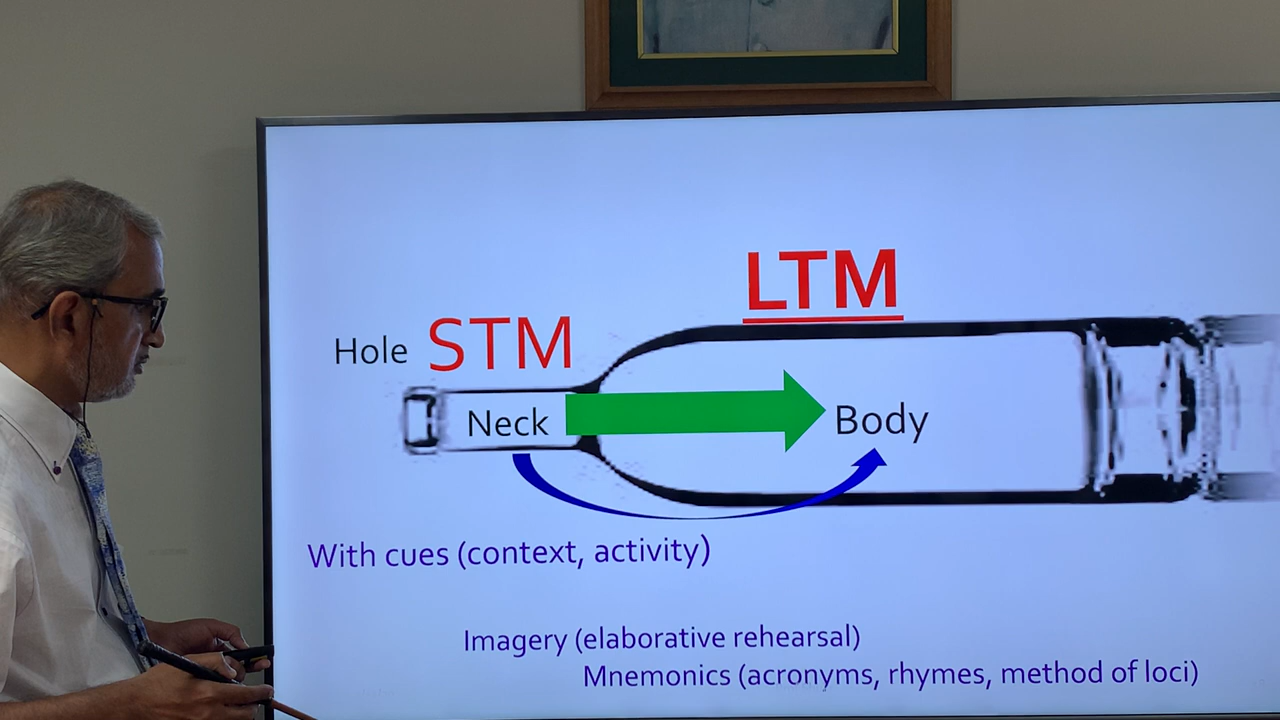 LTM
Hole STM
Neck
Body
With cues (context, activity)
Imagery (elaborative rehearsal)
Mnemonics (acronyms, rhymes, method of loci)